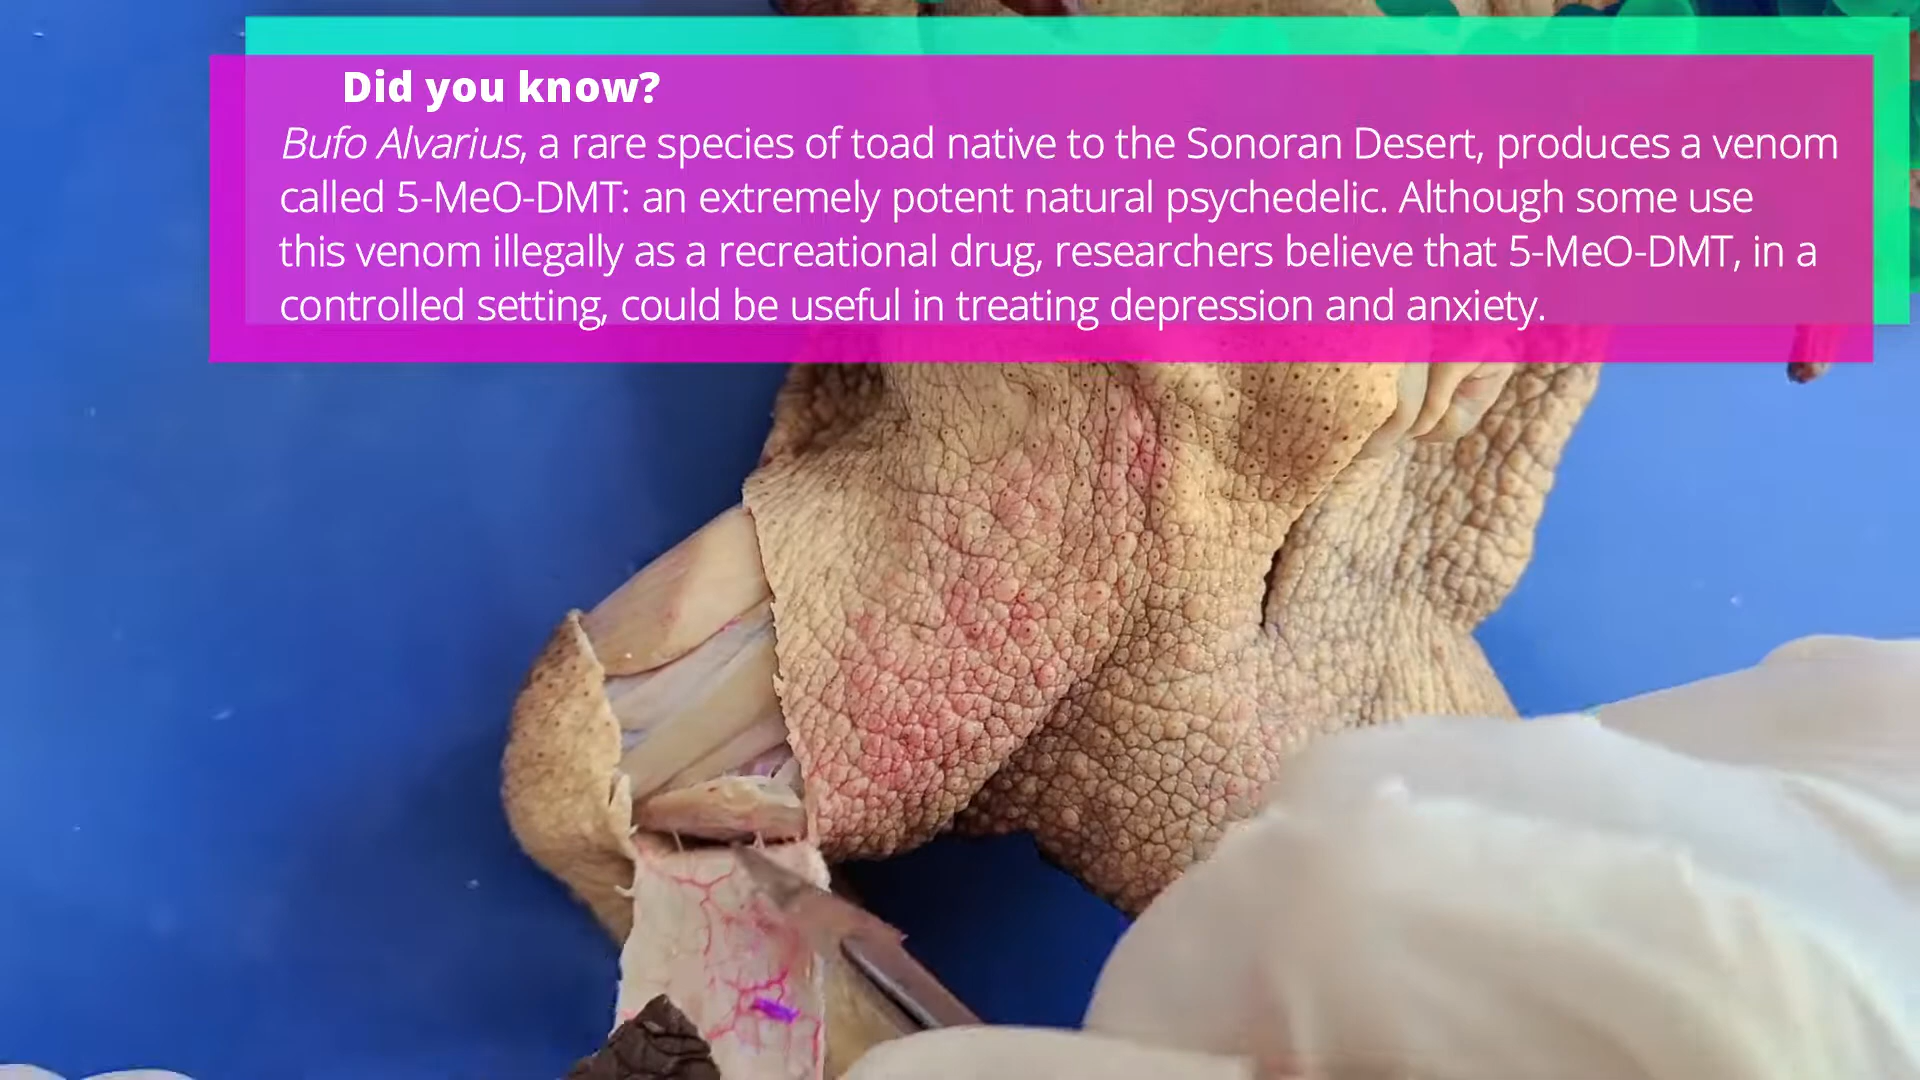 Did you know?
Bufo Alvarius, a rare species of toad native to the Sonoran Desert, produces a venom
called 5-MeO-DMT: an extremely potent natural psychedelic. Although some use
this venom illegally as a recreational drug, researchers believe that 5-MeO-DMT, in a
controlled setting, could be useful in treating depression and anxiety.